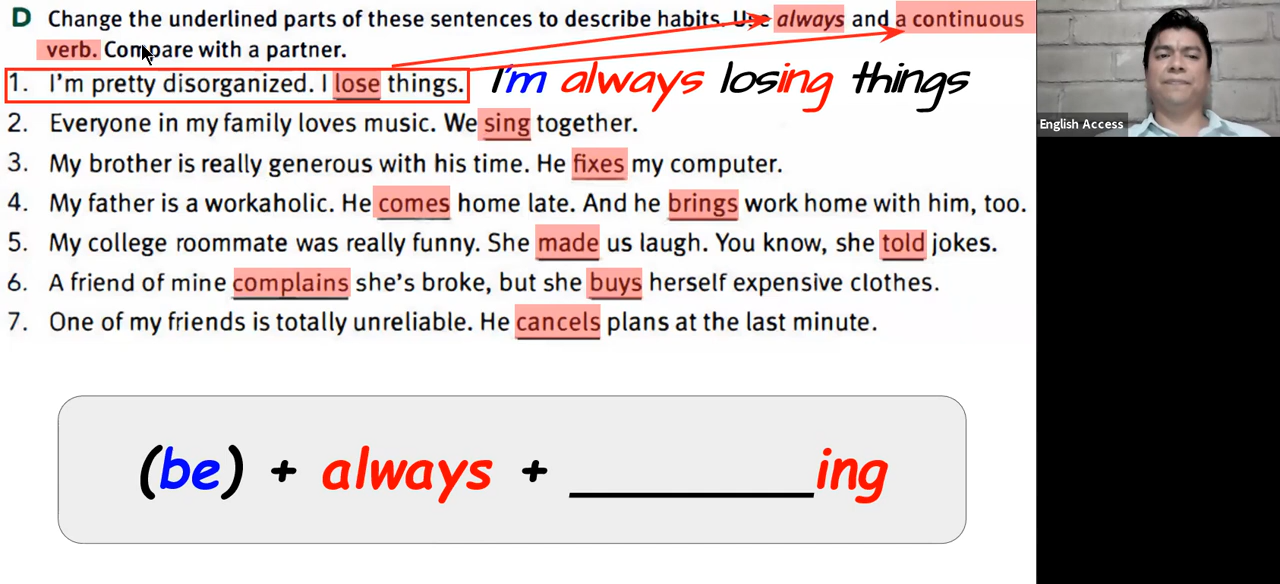 D Change the underlined parts of these sentences to describe habits. Use always and a continuous
verb. Compare with a partner.
1. I'm pretty disorganized. I lose things. I'm always losing things
2. Everyone in my family loves music. We sing together.
3. My brother is really generous with his time. He fixes my computer.
4. My father is a workaholic. He comes home late. And he brings work home with him, too.
5. My college roommate was really funny. She made us laugh. You know, she told jokes.
6. A friend of mine complains she's broke, but she buys herself expensive clothes.
7. One of my friends is totally unreliable. He cancels plans at the last minute.
(be) + always + __________ing
English Access